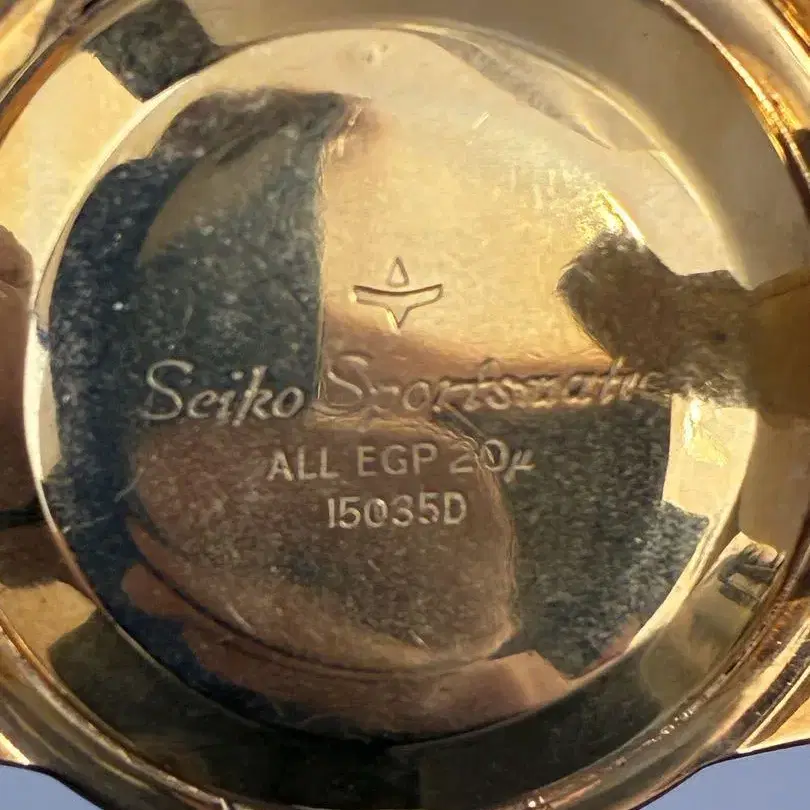 Seiko Sportsmatic
ALL EGP 20μ
15035D